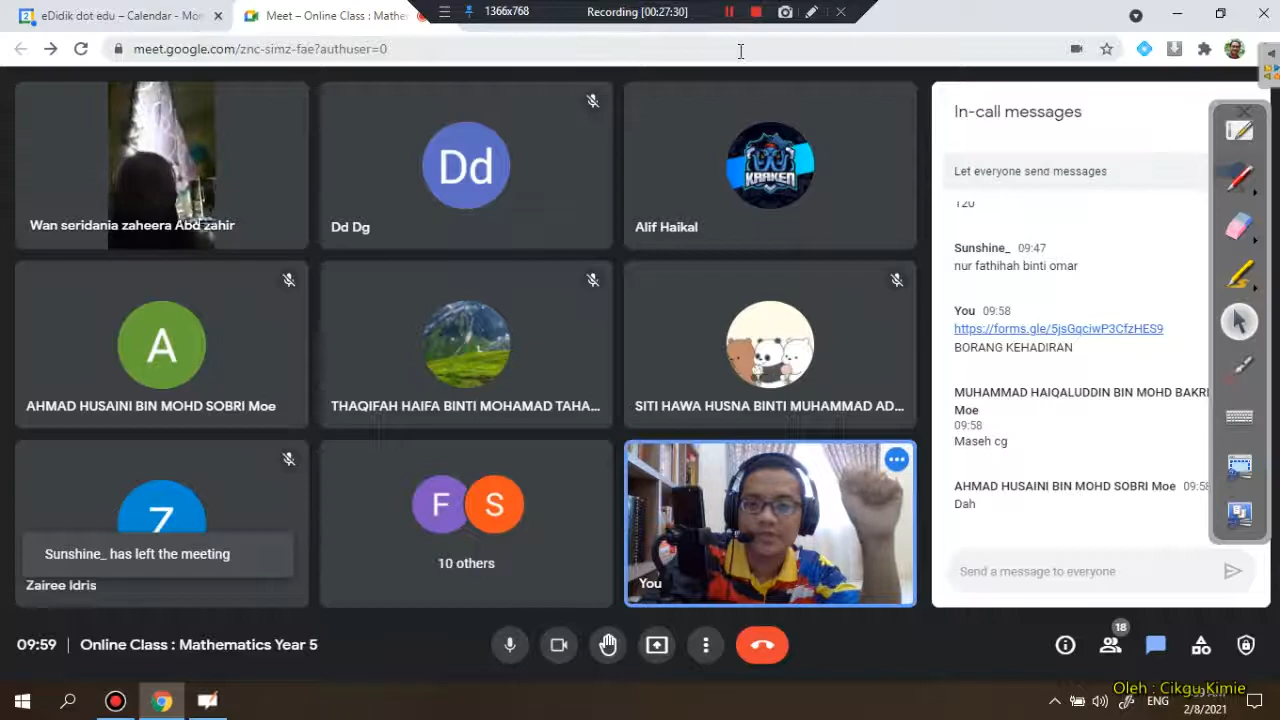 eDidik dot edu - Calendar - Mo
Meet – Online Class : Mathe
1366x768
Recording [00:27:30]
meet.google.com/znc-simz-fae?authuser=0
Wan seridania zaheera Abd zahir
Dd
Dd Dg
KRAKEN
Alif Haikal
A
AHMAD HUSAINI BIN MOHD SOBRI Moe
THAQIFAH HAIFA BINTI MOHAMAD TAHA...
SITI HAWA HUSNA BINTI MUHAMMAD AD...
Z
Sunshine_ has left the meeting
Zairee Idris
F
S
10 others
You
In-call messages
Let everyone send messages
120
Sunshine_ 09:47
nur fathihah binti omar
You 09:58
https://forms.gle/5jsGqciwP3CfzHES9
BORANG KEHADIRAN
MUHAMMAD HAIQALUDDIN BIN MOHD BAKRI
Moe
09:58
Maseh cg
AHMAD HUSAINI BIN MOHD SOBRI Moe 09:58
Dah
Send a message to everyone
09:59 | Online Class : Mathematics Year 5
18
Oleh : Cikgu Kimie
ENG
2/8/2021